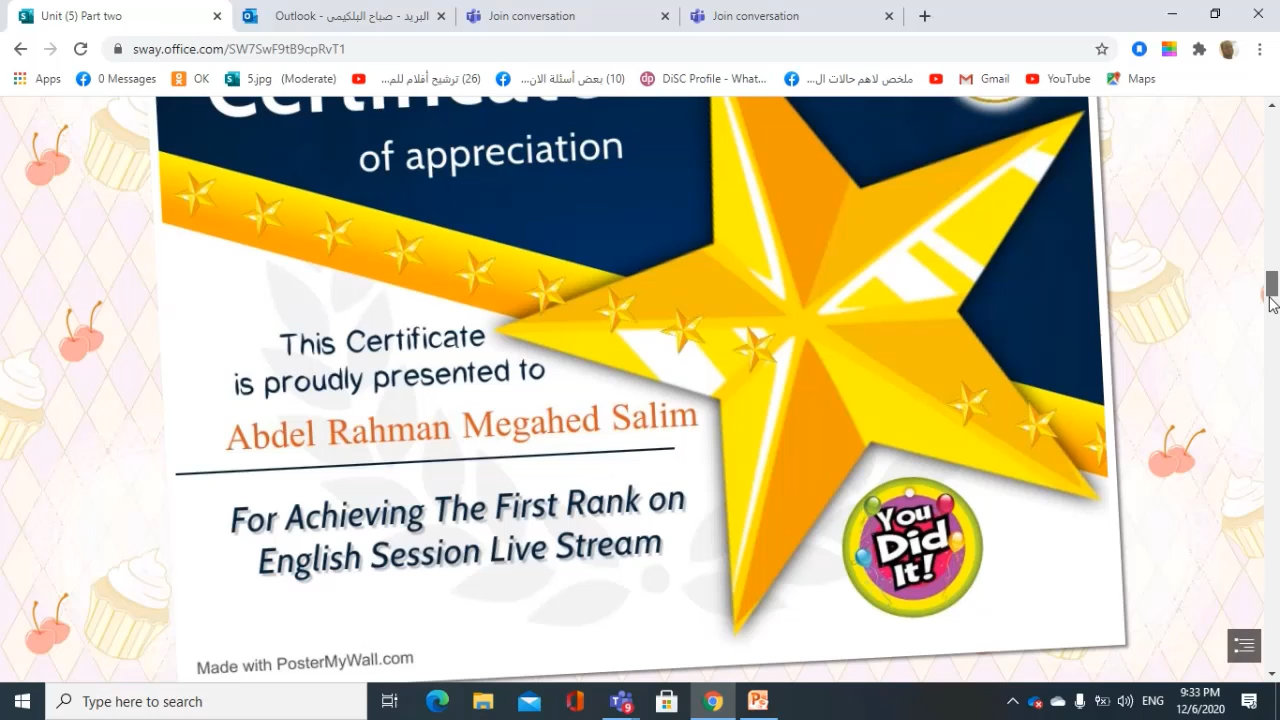 Unit (5) Part two
Outlook - البريد - صباح البلكيمى
Join conversation
Join conversation
sway.office.com/SW7SwF9tB9cpRvT1
Apps
0 Messages
OK
5.jpg (Moderate)
(26) ترشيح أفلام للم...
(10) بعض أسئلة الان...
DiSC Profile - What...
ملخص لاهم حالات ال...
Gmail
YouTube
Maps
Certificate
of appreciation
This Certificate
is proudly presented to
Abdel Rahman Megahed Salim
For Achieving The First Rank on
English Session Live Stream
You
Did
It!
Made with PosterMyWall.com
Type here to search
9
ENG
9:33 PM
12/6/2020